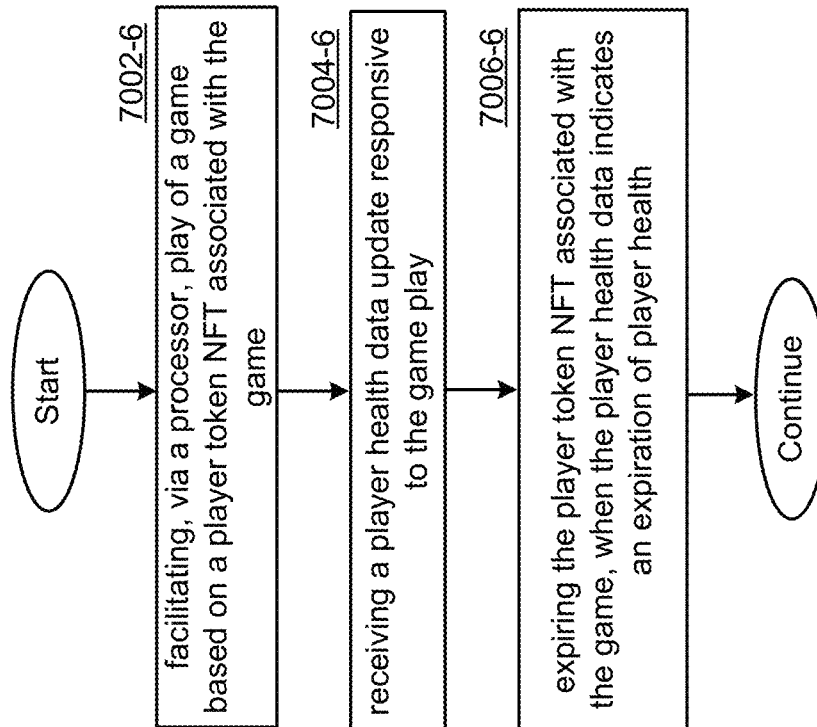 Start
7002-6
facilitating, via a processor, play of a game
based on a player token NFT associated with the
game
7004-6
receiving a player health data update responsive
to the game play
7006-6
expiring the player token NFT associated with
the game, when the player health data indicates
an expiration of player health
Continue